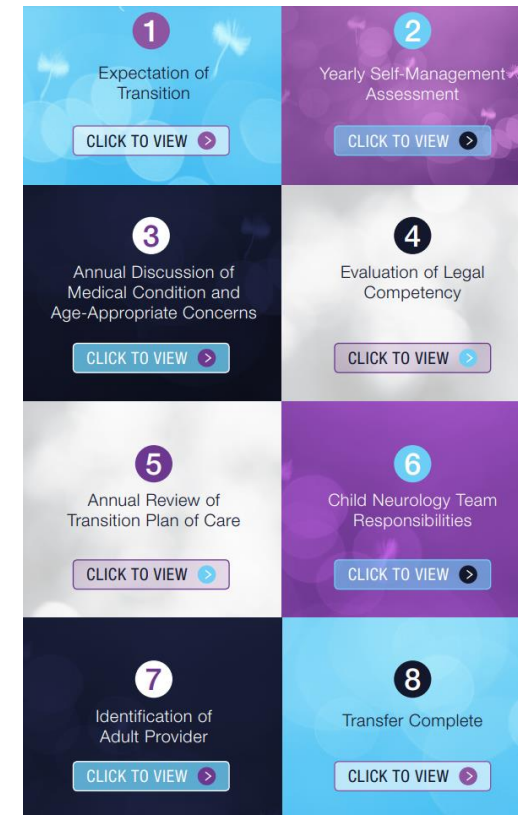 1
Expectation of
Transition
CLICK TO VIEW
2
Yearly Self-Management
Assessment
CLICK TO VIEW
3
Annual Discussion of
Medical Condition and
Age-Appropriate Concerns
CLICK TO VIEW
4
Evaluation of Legal
Competency
CLICK TO VIEW
5
Annual Review of
Transition Plan of Care
CLICK TO VIEW
6
Child Neurology Team
Responsibilities
CLICK TO VIEW
7
Identification of
Adult Provider
CLICK TO VIEW
8
Transfer Complete
CLICK TO VIEW